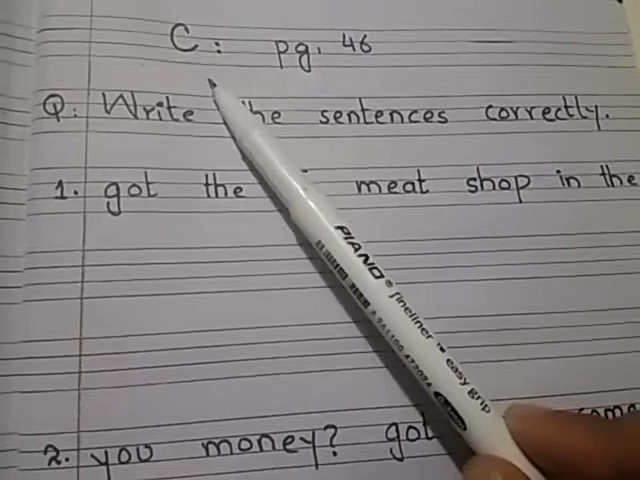 C: pg. 46
Q. Write the sentences correctly.
1. got the meat shop in the
2. you money? got
PIANO® fineliner™ easy grip